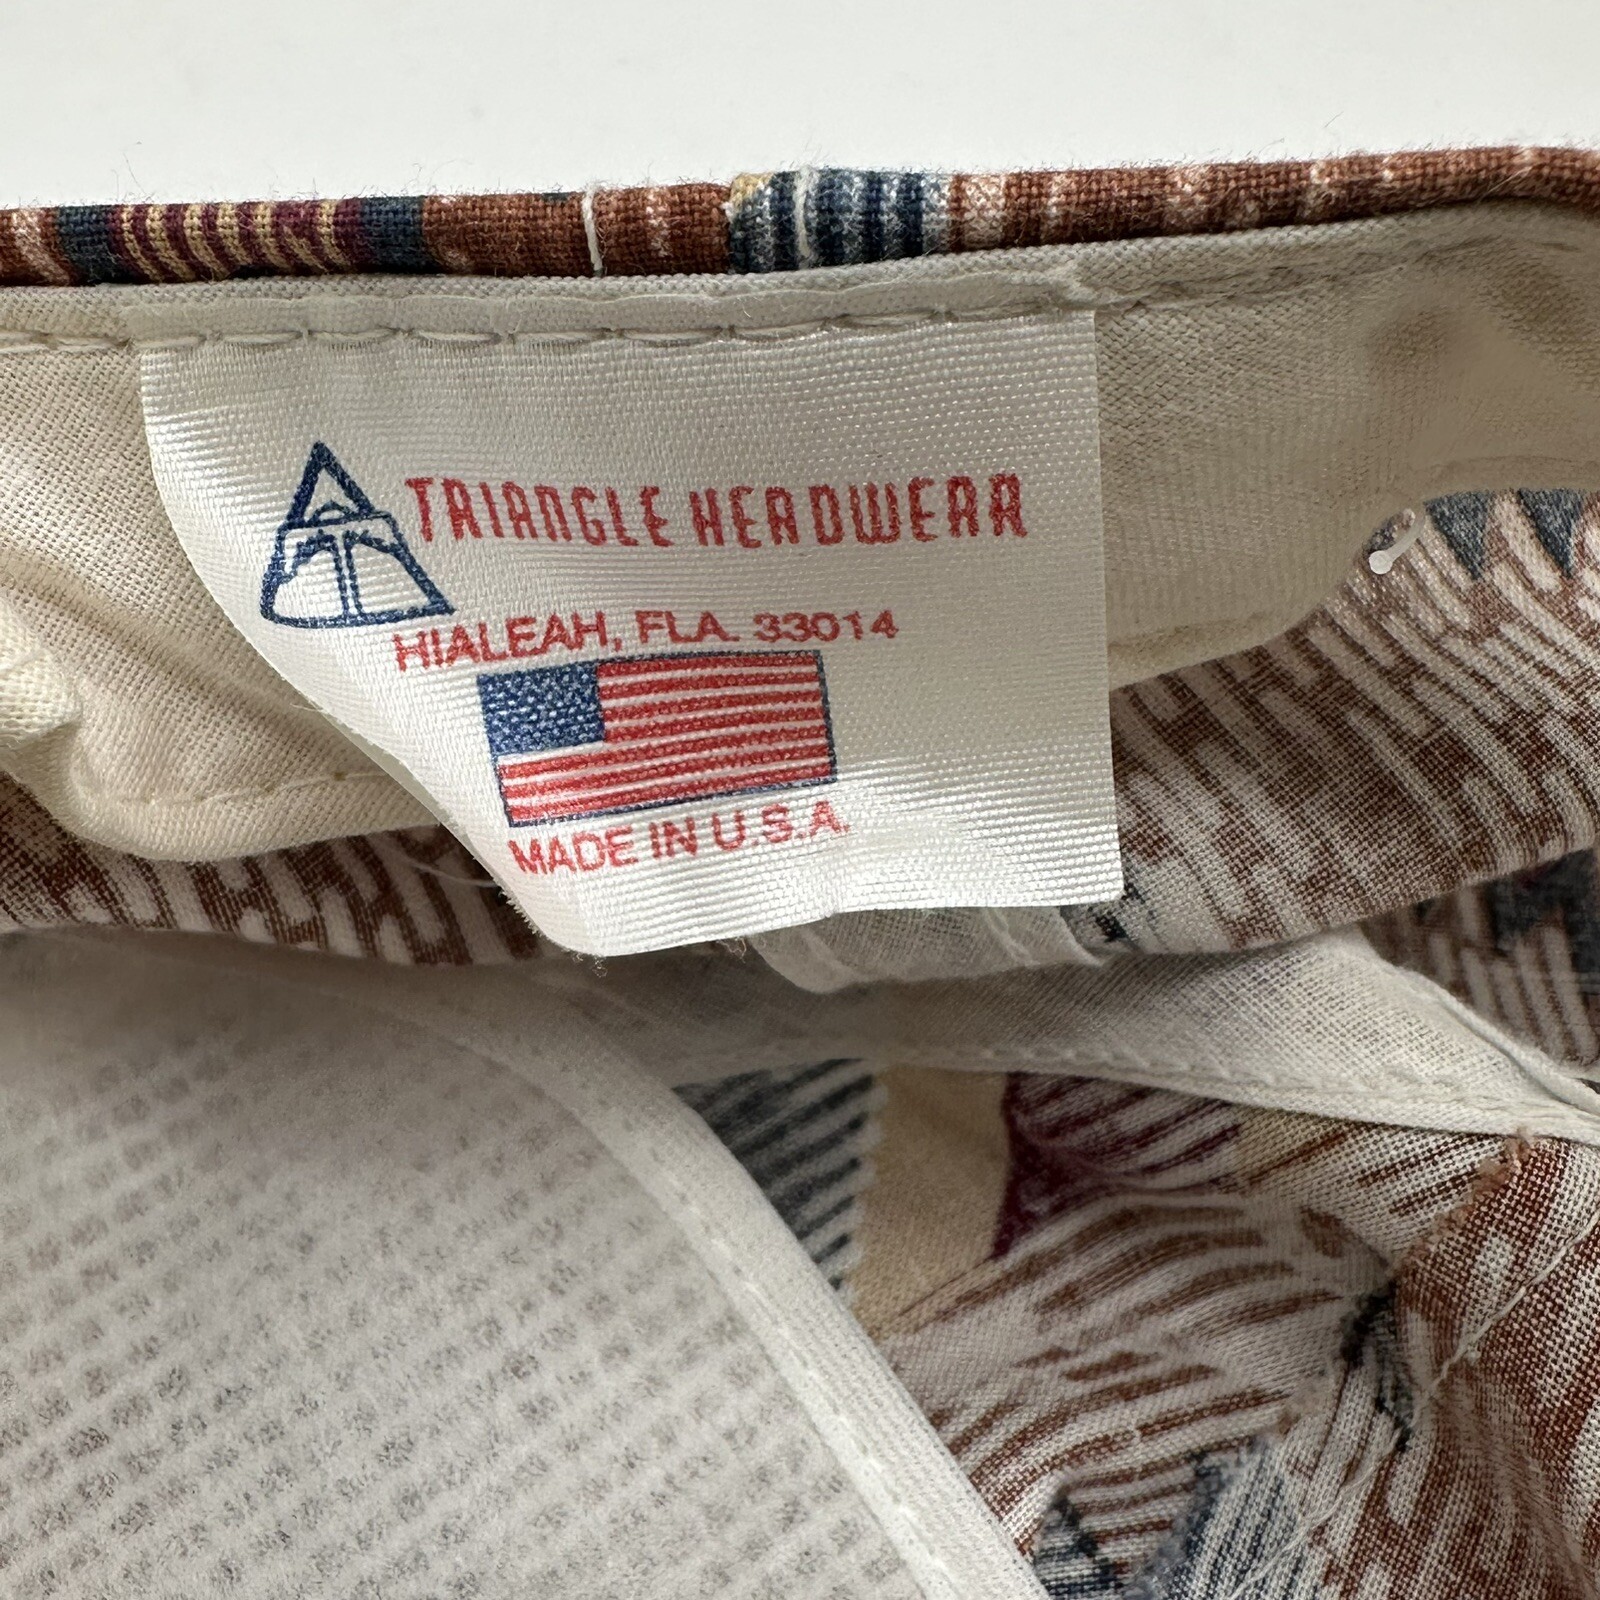 TRIANGLE HEADWEAR
HIALEAH, FLA. 33014
MADE IN U.S.A.